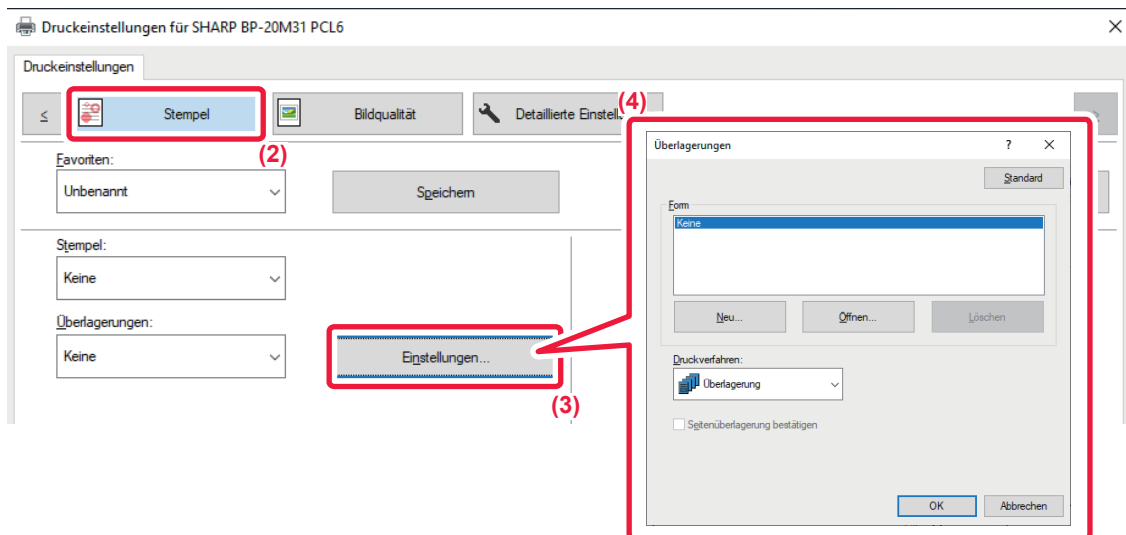 Druckeinstellungen für SHARP BP-20M31 PCL6
Druckeinstellungen
≤ Stempel Bildqualität Detaillierte Einstell
(4)
(2)
Favoriten:
Unbenannt Speichern
Stempel:
Keine
Überlagerungen:
Keine Einstellungen...
(3)
Überlagerungen ?
Standard
Form
Keine
Neu... Öffnen... Löschen
Druckverfahren:
Überlagerung
Seitenüberlagerung bestätigen
OK Abbrechen